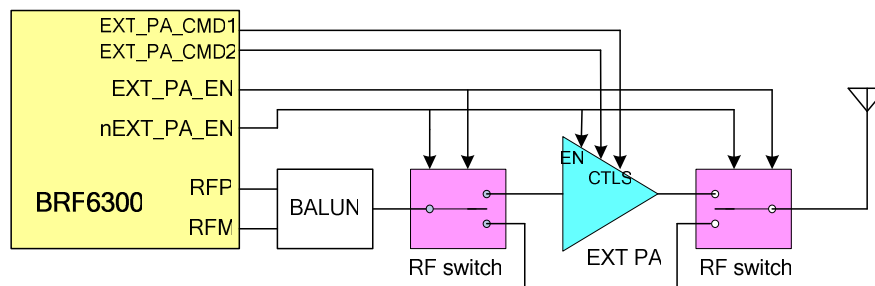 EXT_PA_CMD1
EXT_PA_CMD2
EXT_PA_EN
nEXT_PA_EN
EN
CTLS
RFP
BRF6300
BALUN
RFM
EXT PA
RF switch
RF switch